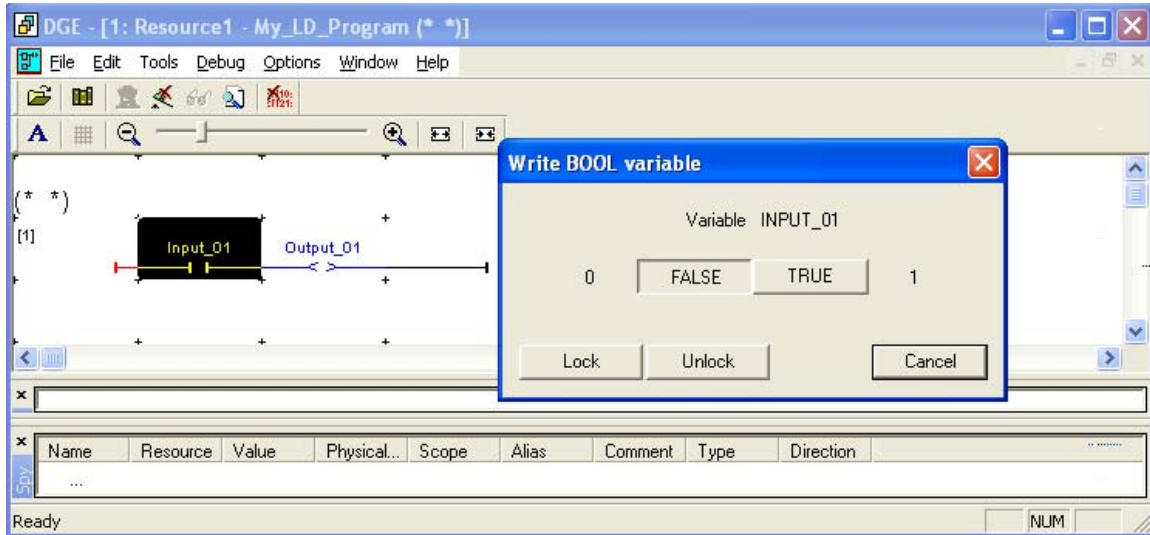 DGE - [1: Resource1 - My_LD_Program (* *)]
File Edit Tools Debug Options Window Help
A
(* *)
[1]
Input_01 Output_01
Write BOOL variable
Variable INPUT_01
0 FALSE TRUE 1
Lock Unlock Cancel
Name Resource Value Physical... Scope Alias Comment Type Direction
...
Spy
Ready NUM